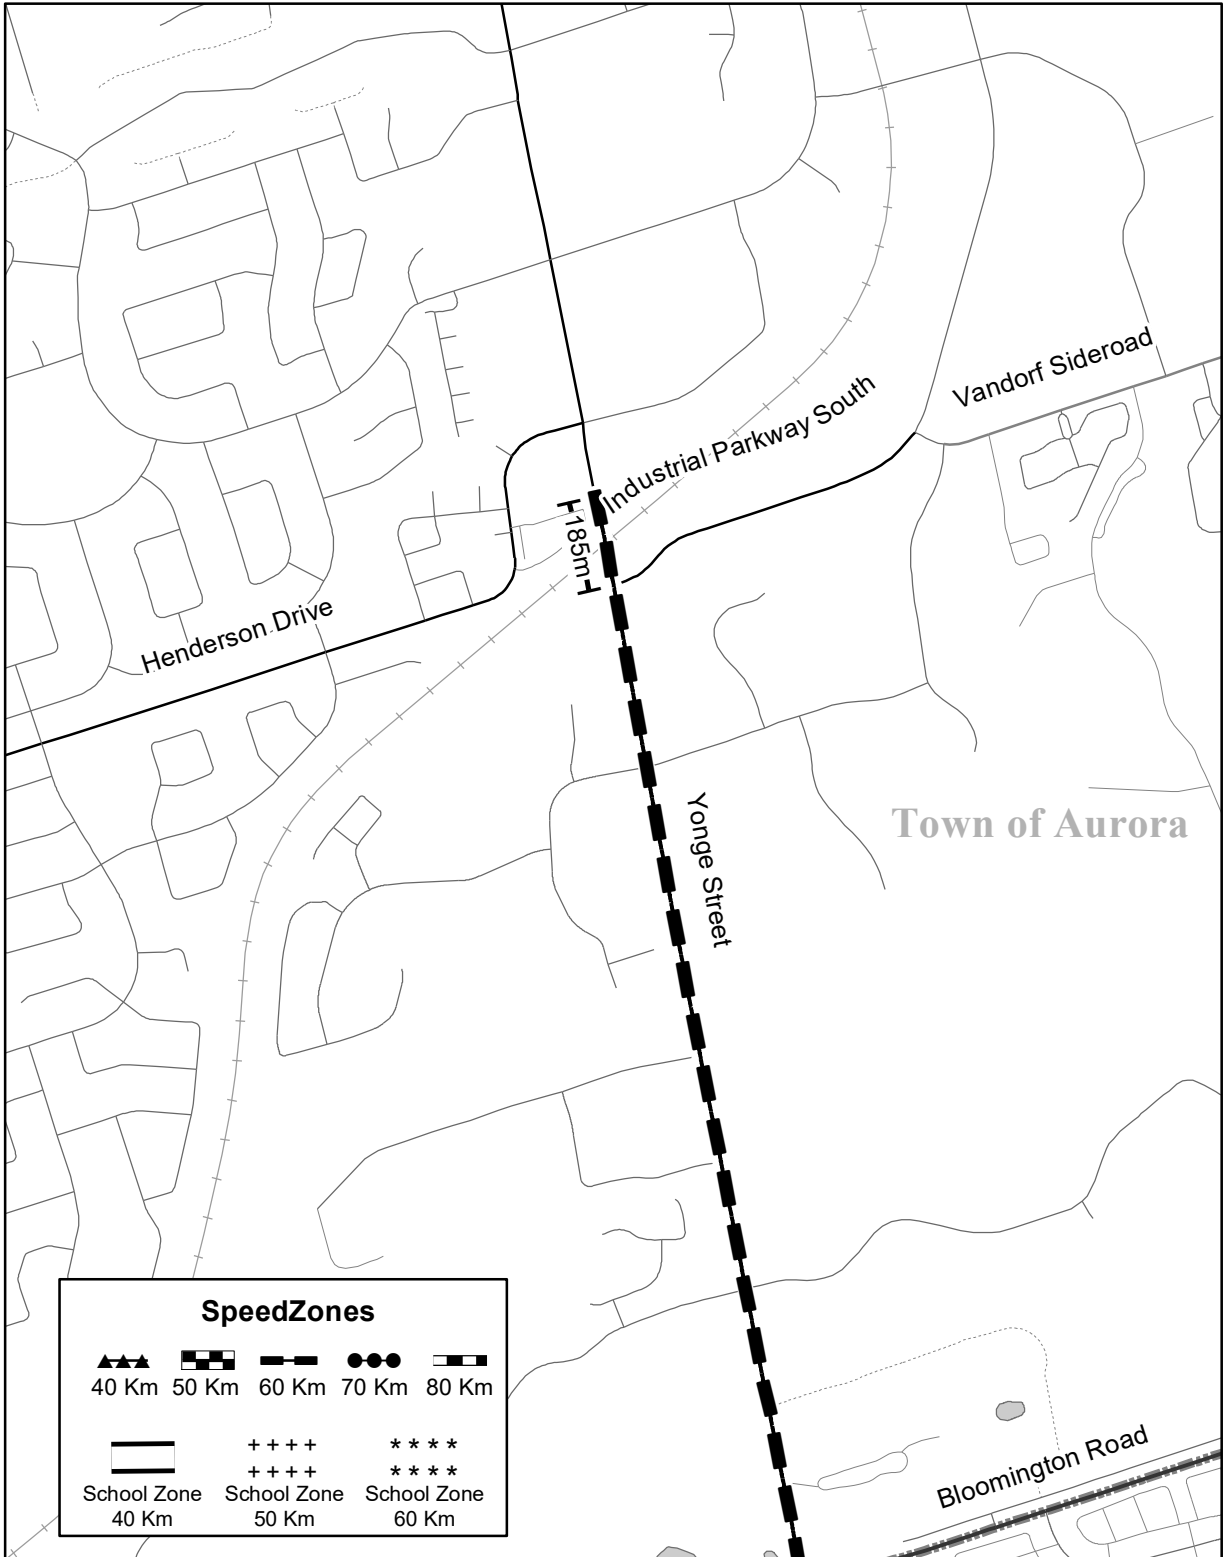 Vandorf Sideroad
Industrial Parkway South
185m
Henderson Drive
Yonge Street
Town of Aurora
SpeedZones
40 Km 50 Km 60 Km 70 Km 80 Km
++++ ****
++++ ****
School Zone School Zone School Zone
40 Km 50 Km 60 Km
Bloomington Road